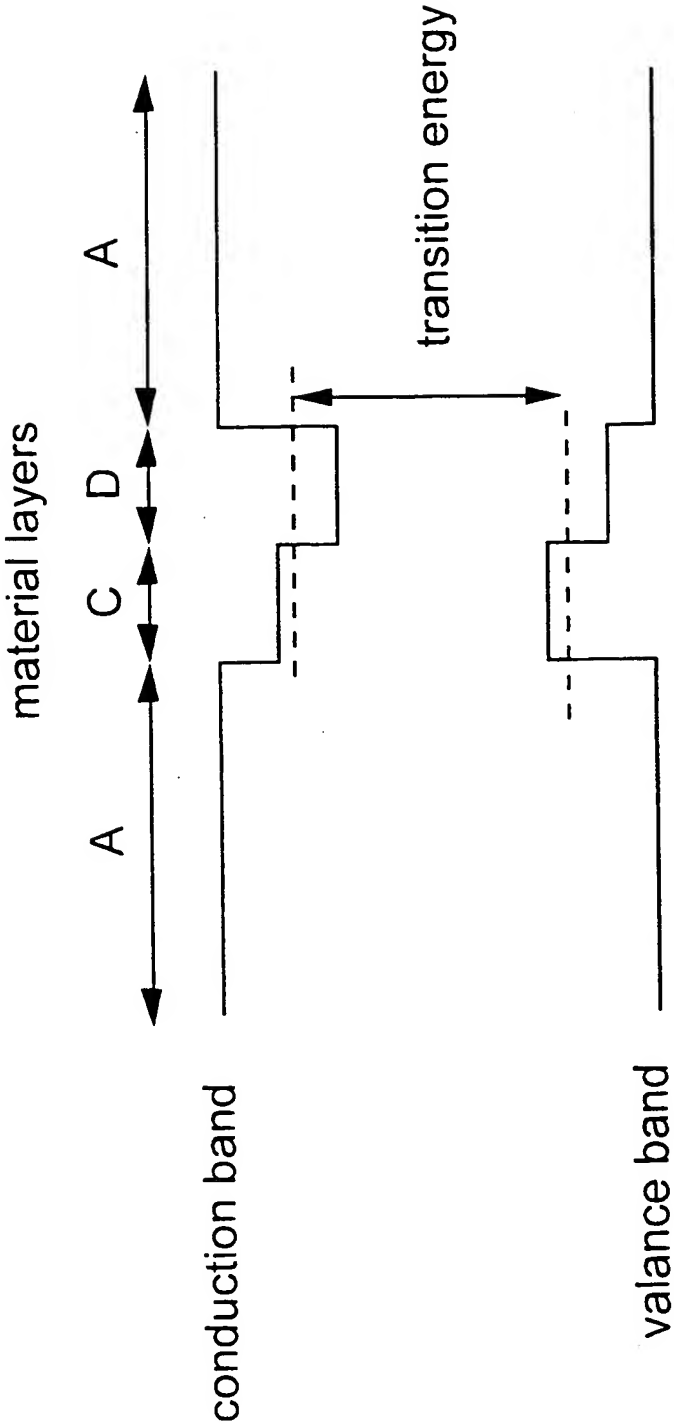 material layers
A
C
D
A
conduction band
transition energy
valance band